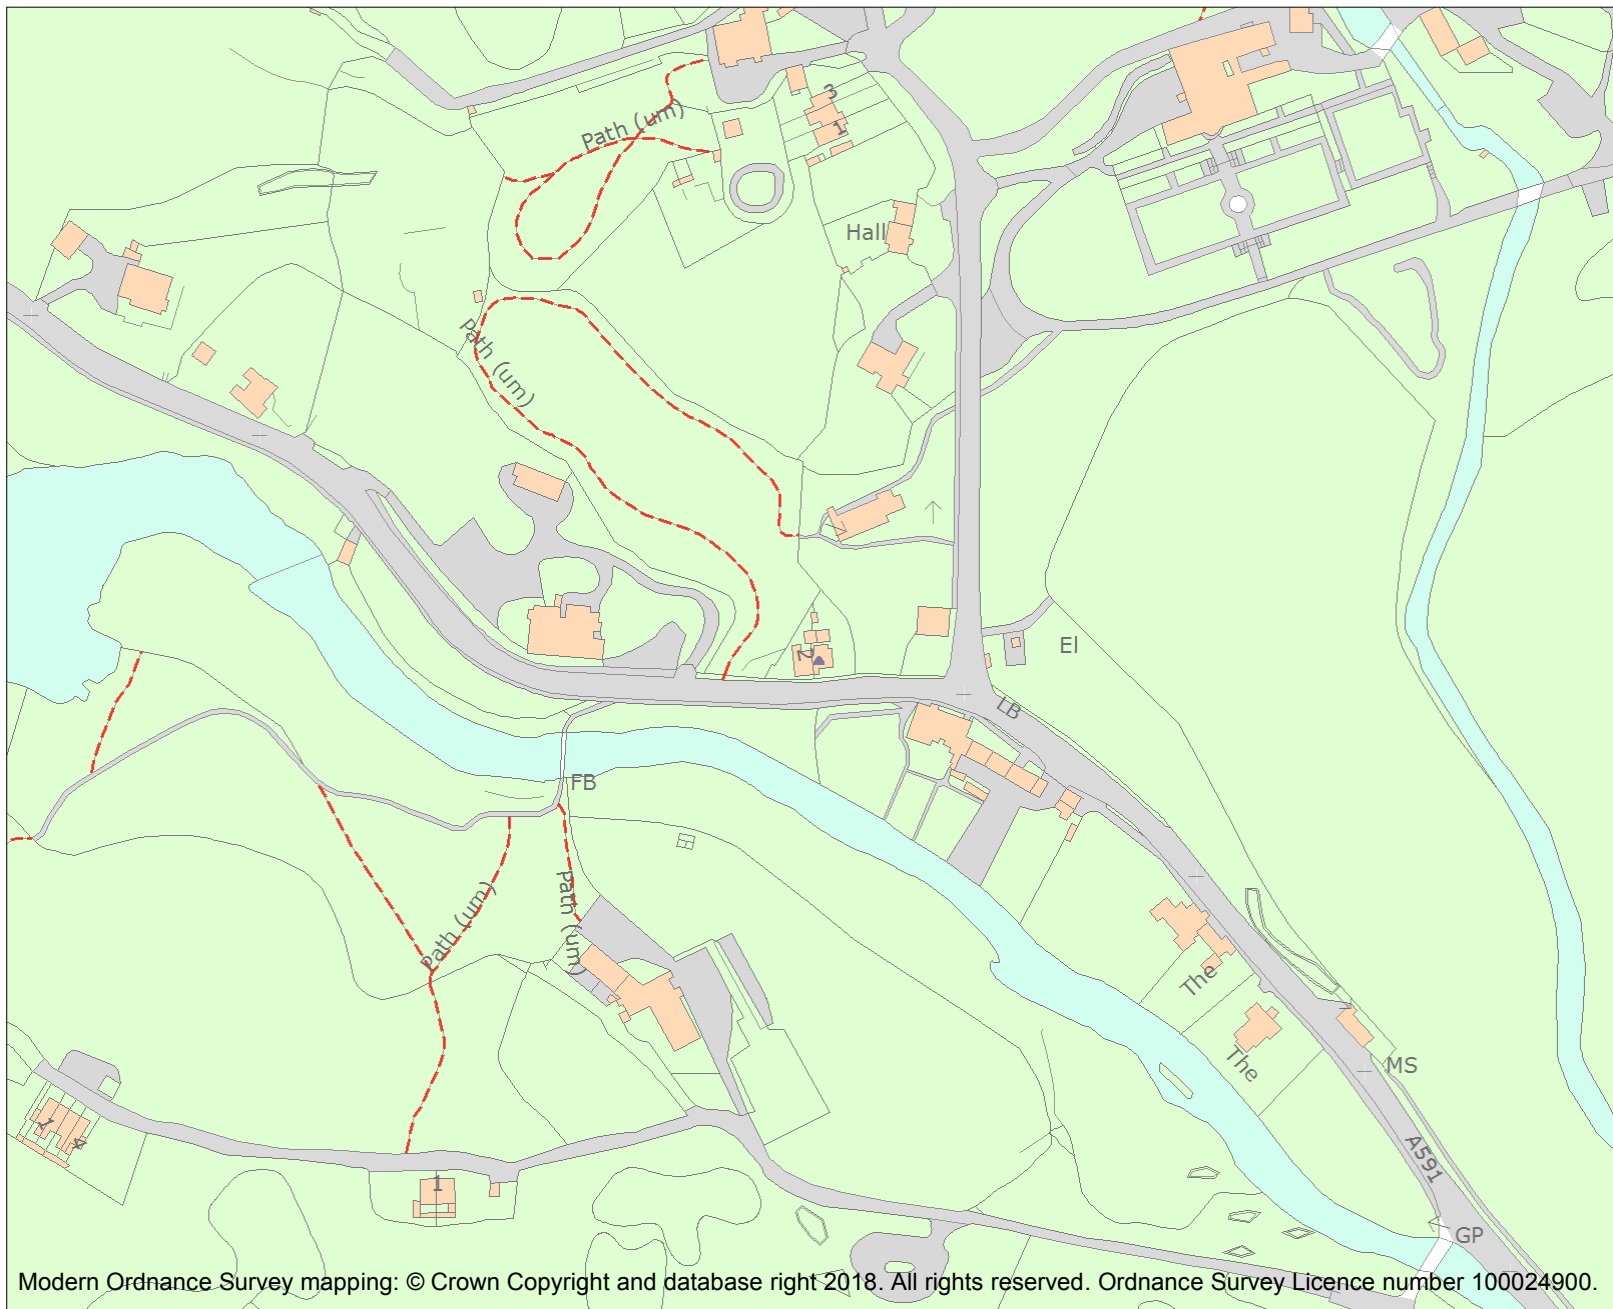 3
Path (um)
1
Hall
Path (um)
El
2
LB
FB
Path (um)
Path (um)
The
The
MS
1
4
A591
1
GP
Modern Ordnance Survey mapping: © Crown Copyright and database right 2018. All rights reserved. Ordnance Survey Licence number 100024900.